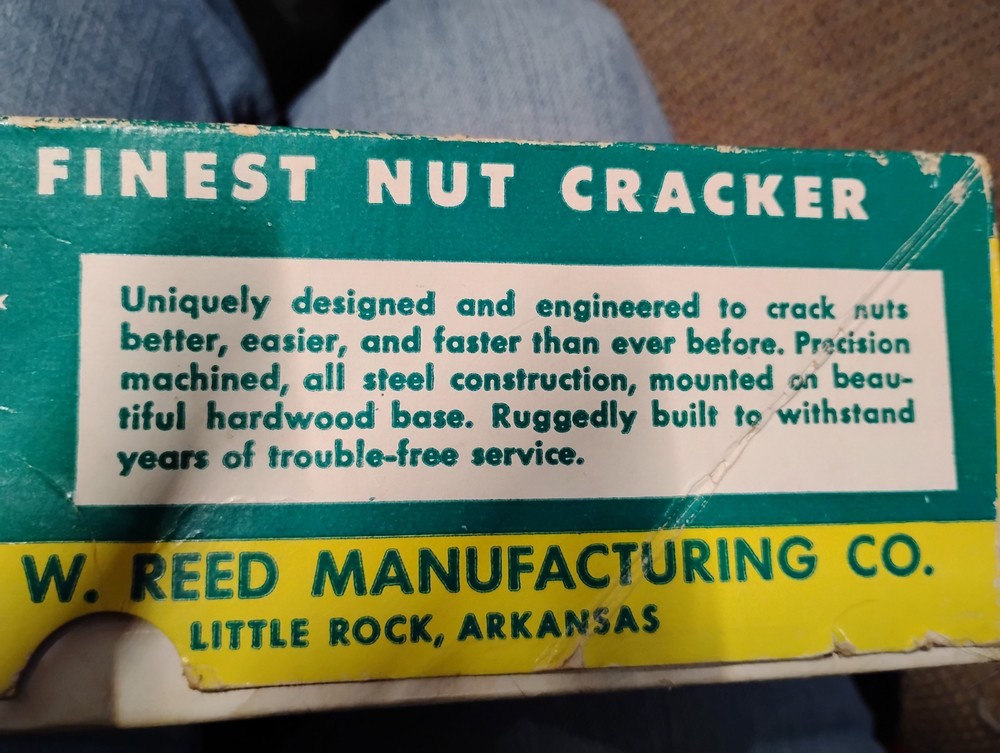 FINEST NUT CRACKER
Uniquely designed and engineered to crack nuts
better, easier, and faster than ever before. Precision
machined, all steel construction, mounted on beau-
tiful hardwood base. Ruggedly built to withstand
years of trouble-free service.
W. REED MANUFACTURING CO.
LITTLE ROCK, ARKANSAS